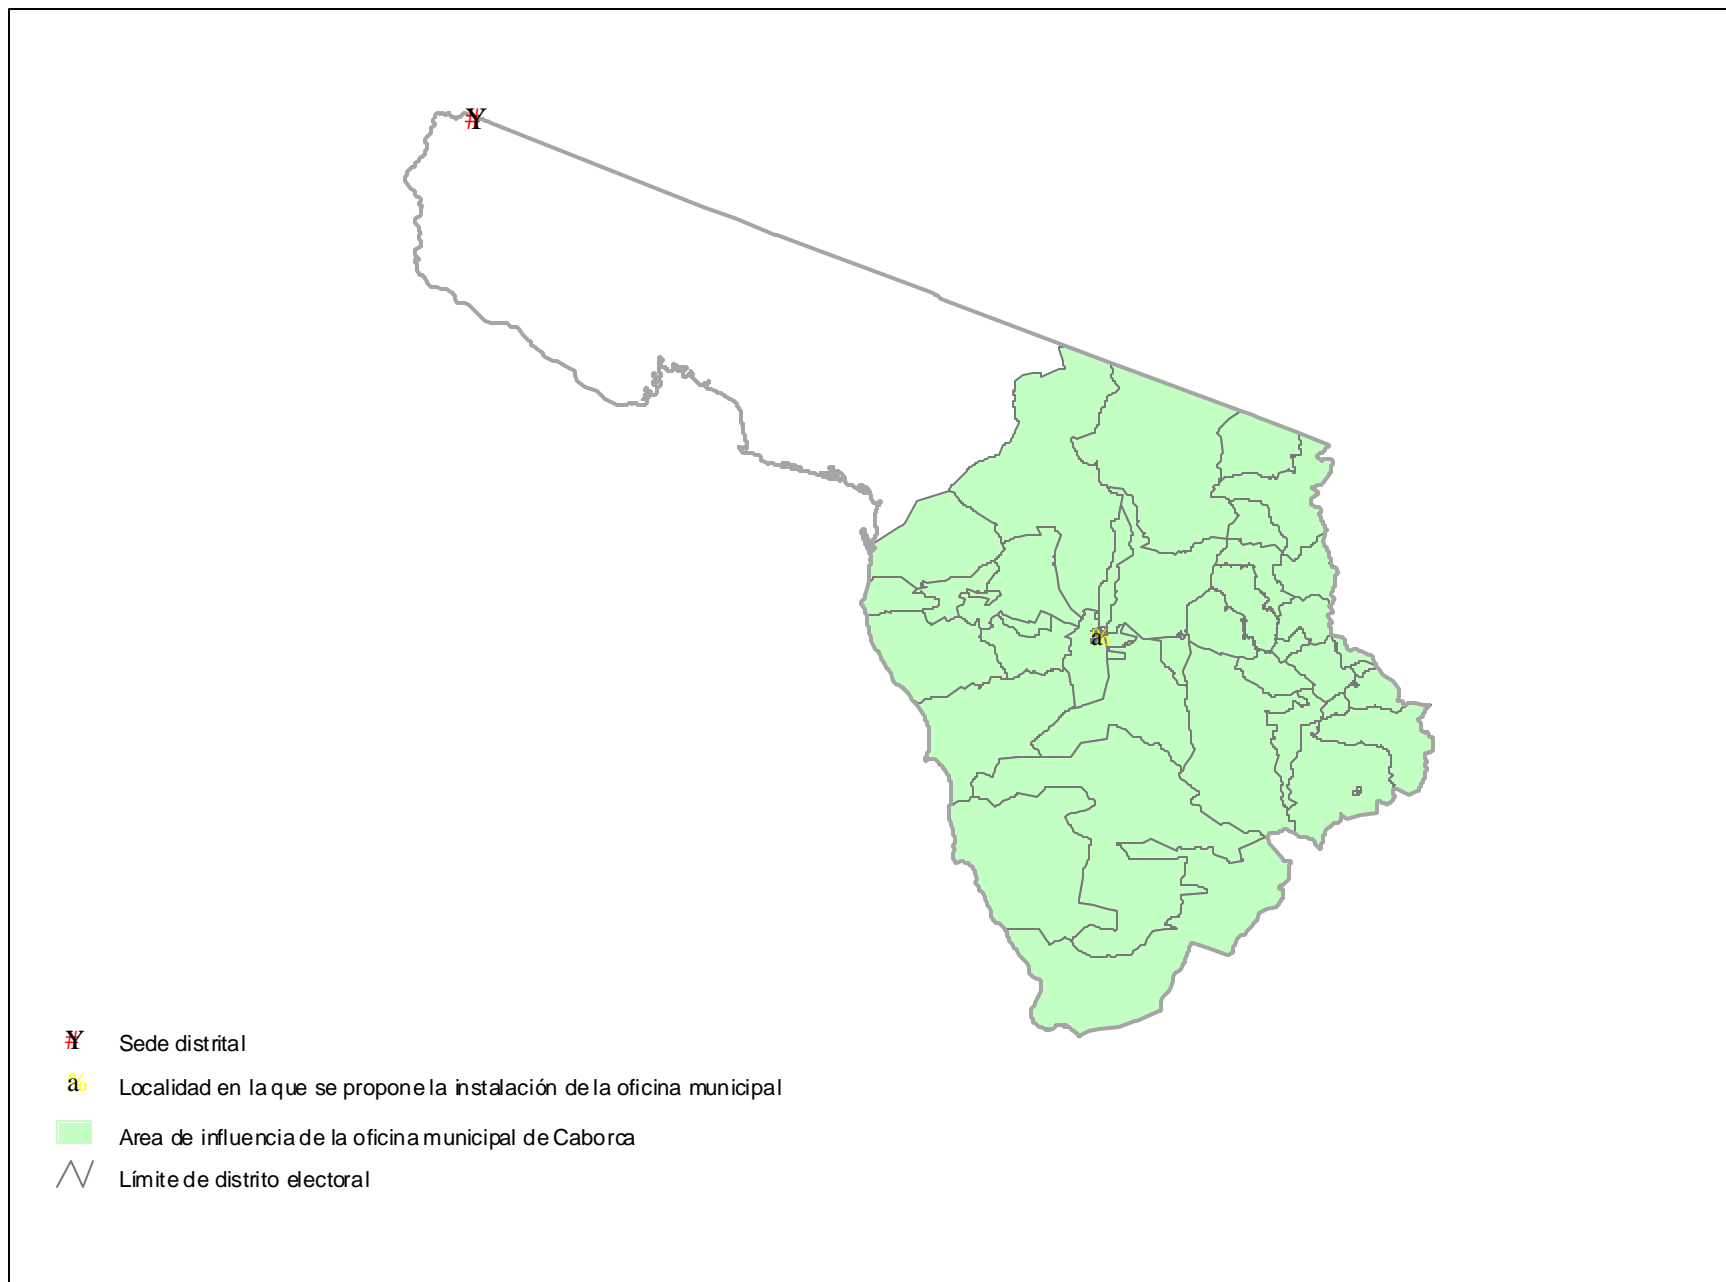 Sede distrital
Localidad en la que se propone la instalación de la oficina municipal
Area de influencia de la oficina municipal de Caborca
Límite de distrito electoral